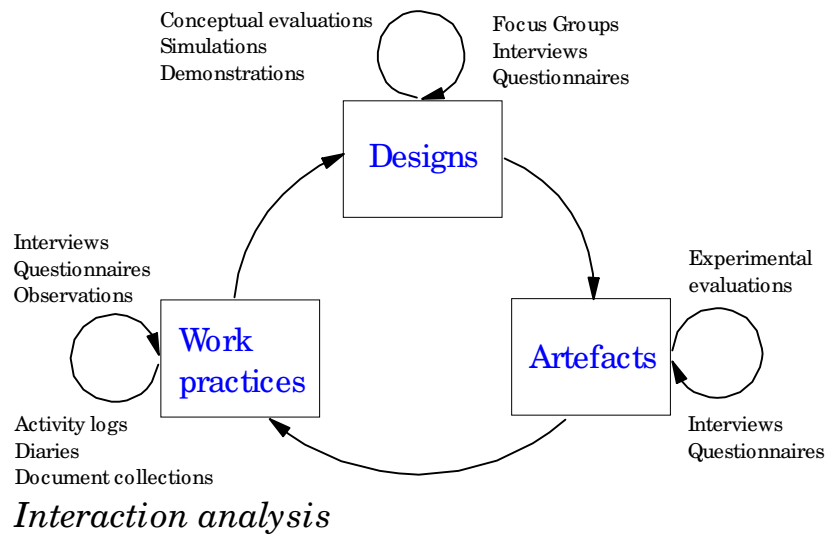 Conceptual evaluations
Simulations
Demonstrations
Focus Groups
Interviews
Questionnaires
Designs
Interviews
Questionnaires
Observations
Experimental
evaluations
Work
practices
Artefacts
Activity logs
Diaries
Document collections
Interviews
Questionnaires
Interaction analysis